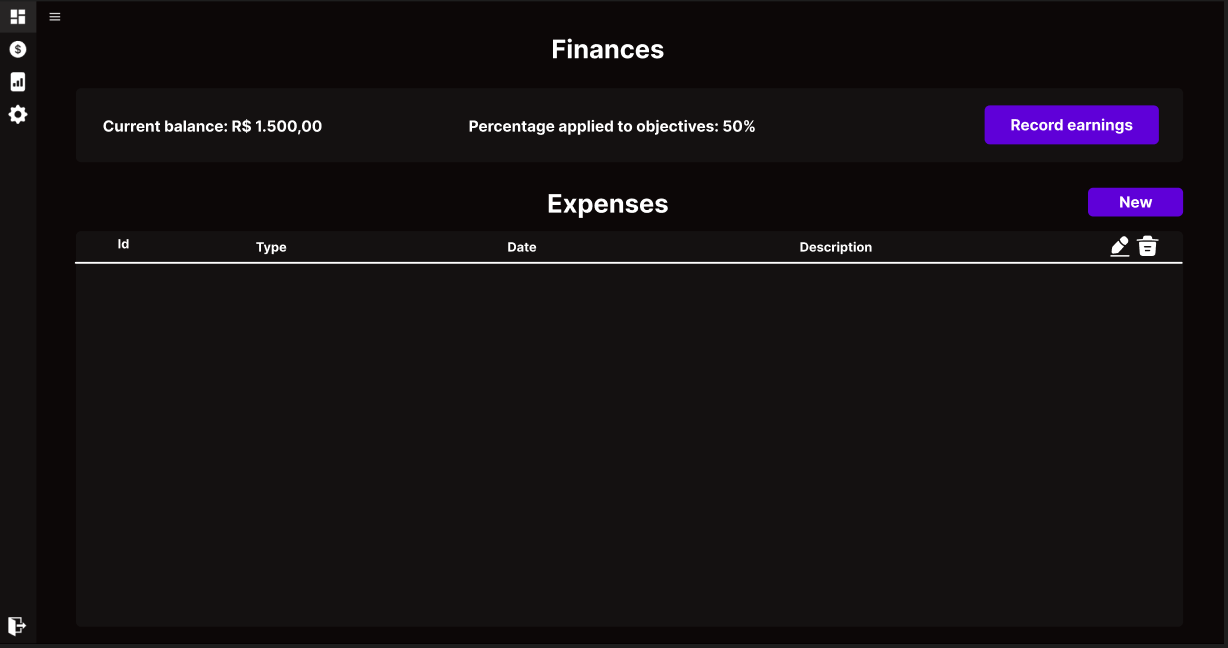 Finances
Current balance: R$ 1.500,00 Percentage applied to objectives: 50% Record earnings
Expenses New
Id Type Date Description